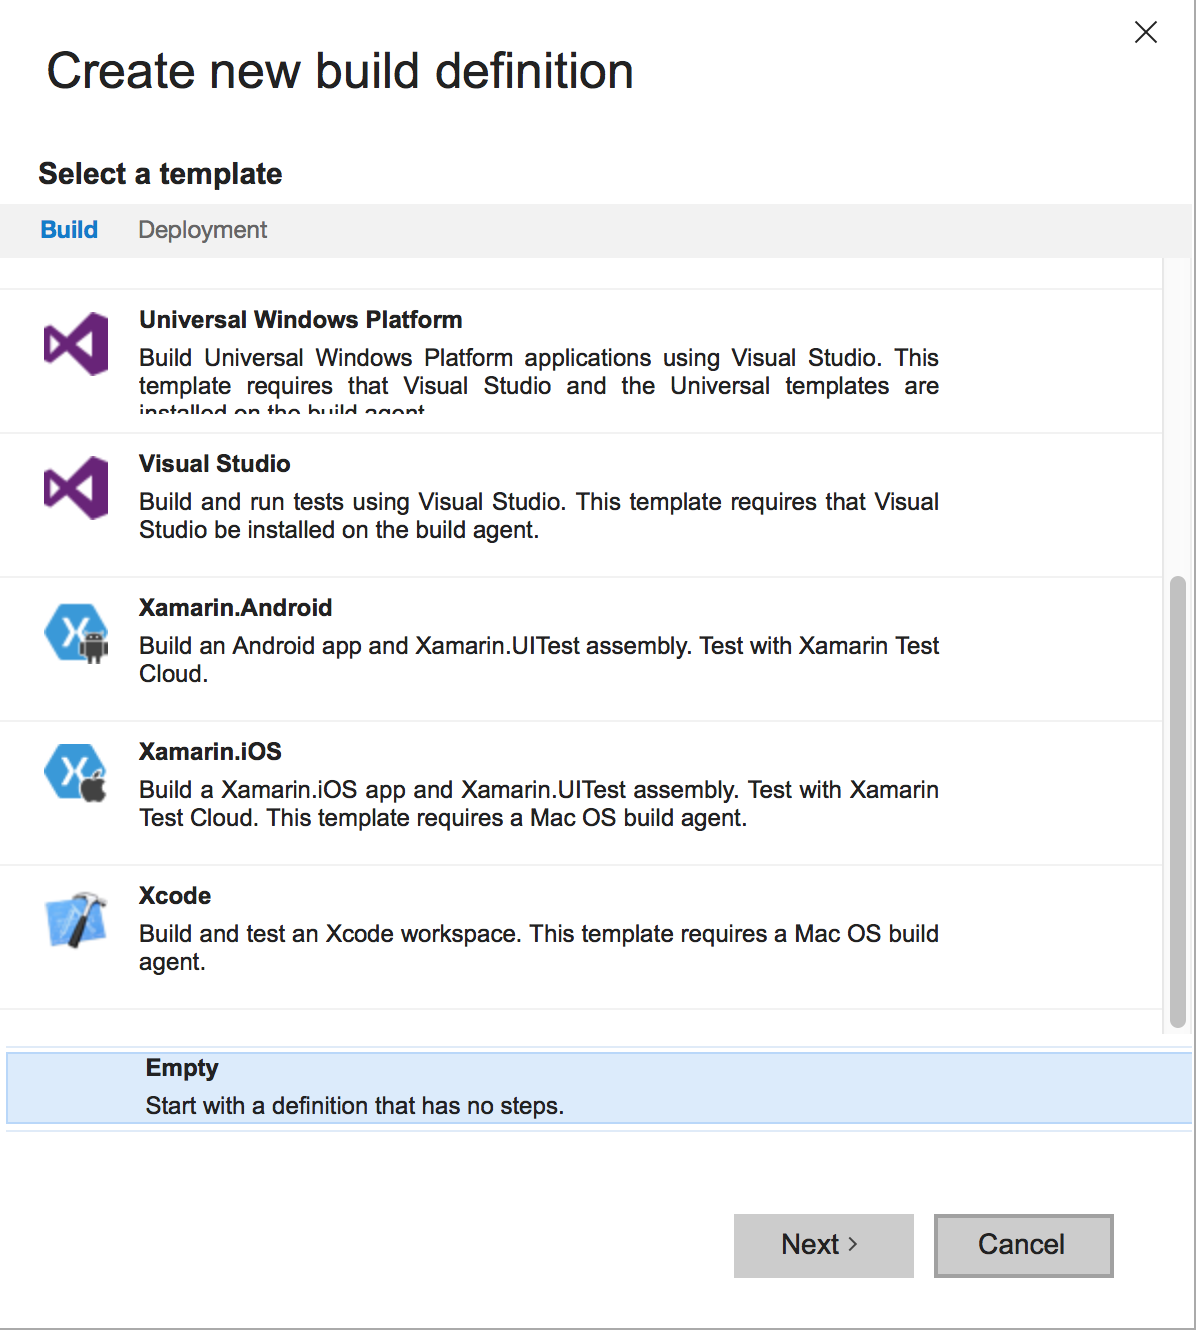 Create new build definition
Select a template
Build Deployment
Universal Windows Platform
Build Universal Windows Platform applications using Visual Studio. This
template requires that Visual Studio and the Universal templates are
installed on the build agent.
Visual Studio
Build and run tests using Visual Studio. This template requires that Visual
Studio be installed on the build agent.
Xamarin.Android
Build an Android app and Xamarin.UITest assembly. Test with Xamarin Test
Cloud.
Xamarin.iOS
Build a Xamarin.iOS app and Xamarin.UITest assembly. Test with Xamarin
Test Cloud. This template requires a Mac OS build agent.
Xcode
Build and test an Xcode workspace. This template requires a Mac OS build
agent.
Empty
Start with a definition that has no steps.
Next >
Cancel